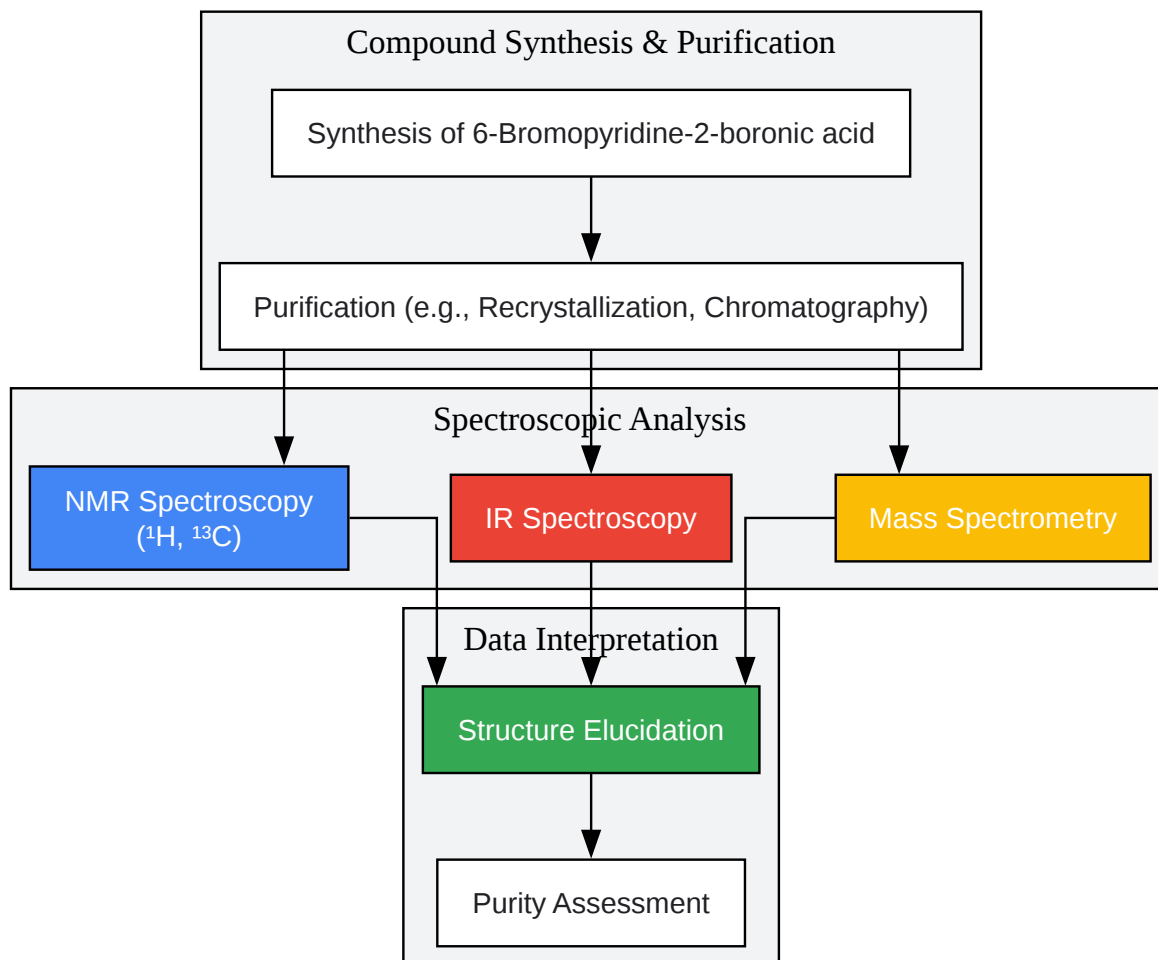 Compound Synthesis & Purification
Synthesis of 6-Bromopyridine-2-boronic acid
Purification (e.g., Recrystallization, Chromatography)
Spectroscopic Analysis
NMR Spectroscopy
(¹H, ¹³C)
IR Spectroscopy
Mass Spectrometry
Data Interpretation
Structure Elucidation
Purity Assessment